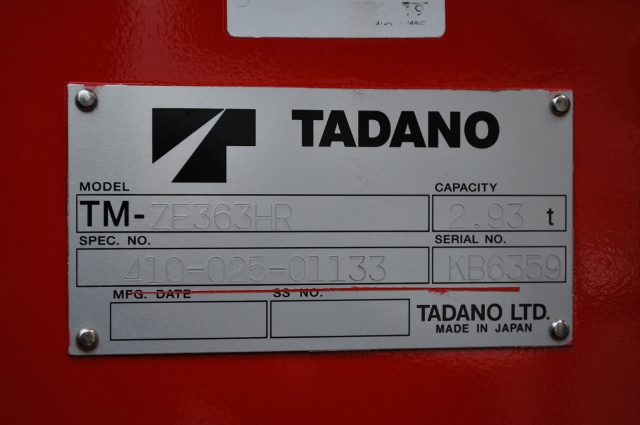 TADANO
MODEL CAPACITY
TM-ZE363HR 2.93 t
SPEC. NO. SERIAL NO.
410-025-01133 KB6359
MFG. DATE SS NO.
TADANO LTD.
MADE IN JAPAN